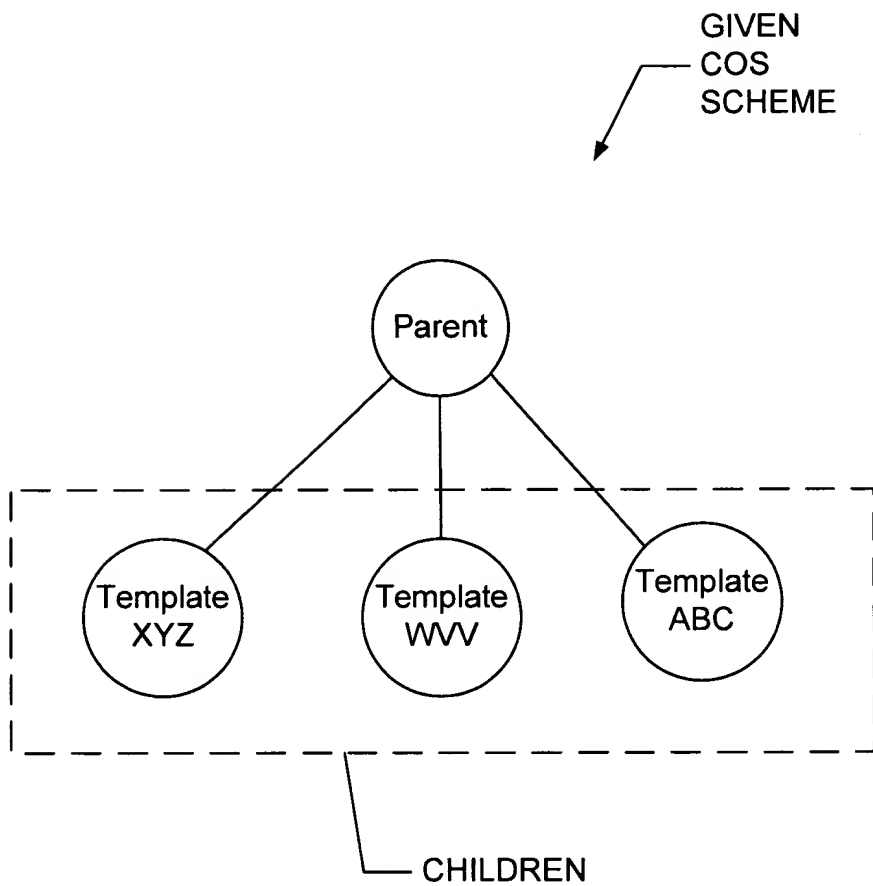 GIVEN
COS
SCHEME
Parent
Template
XYZ
Template
WVV
Template
ABC
CHILDREN